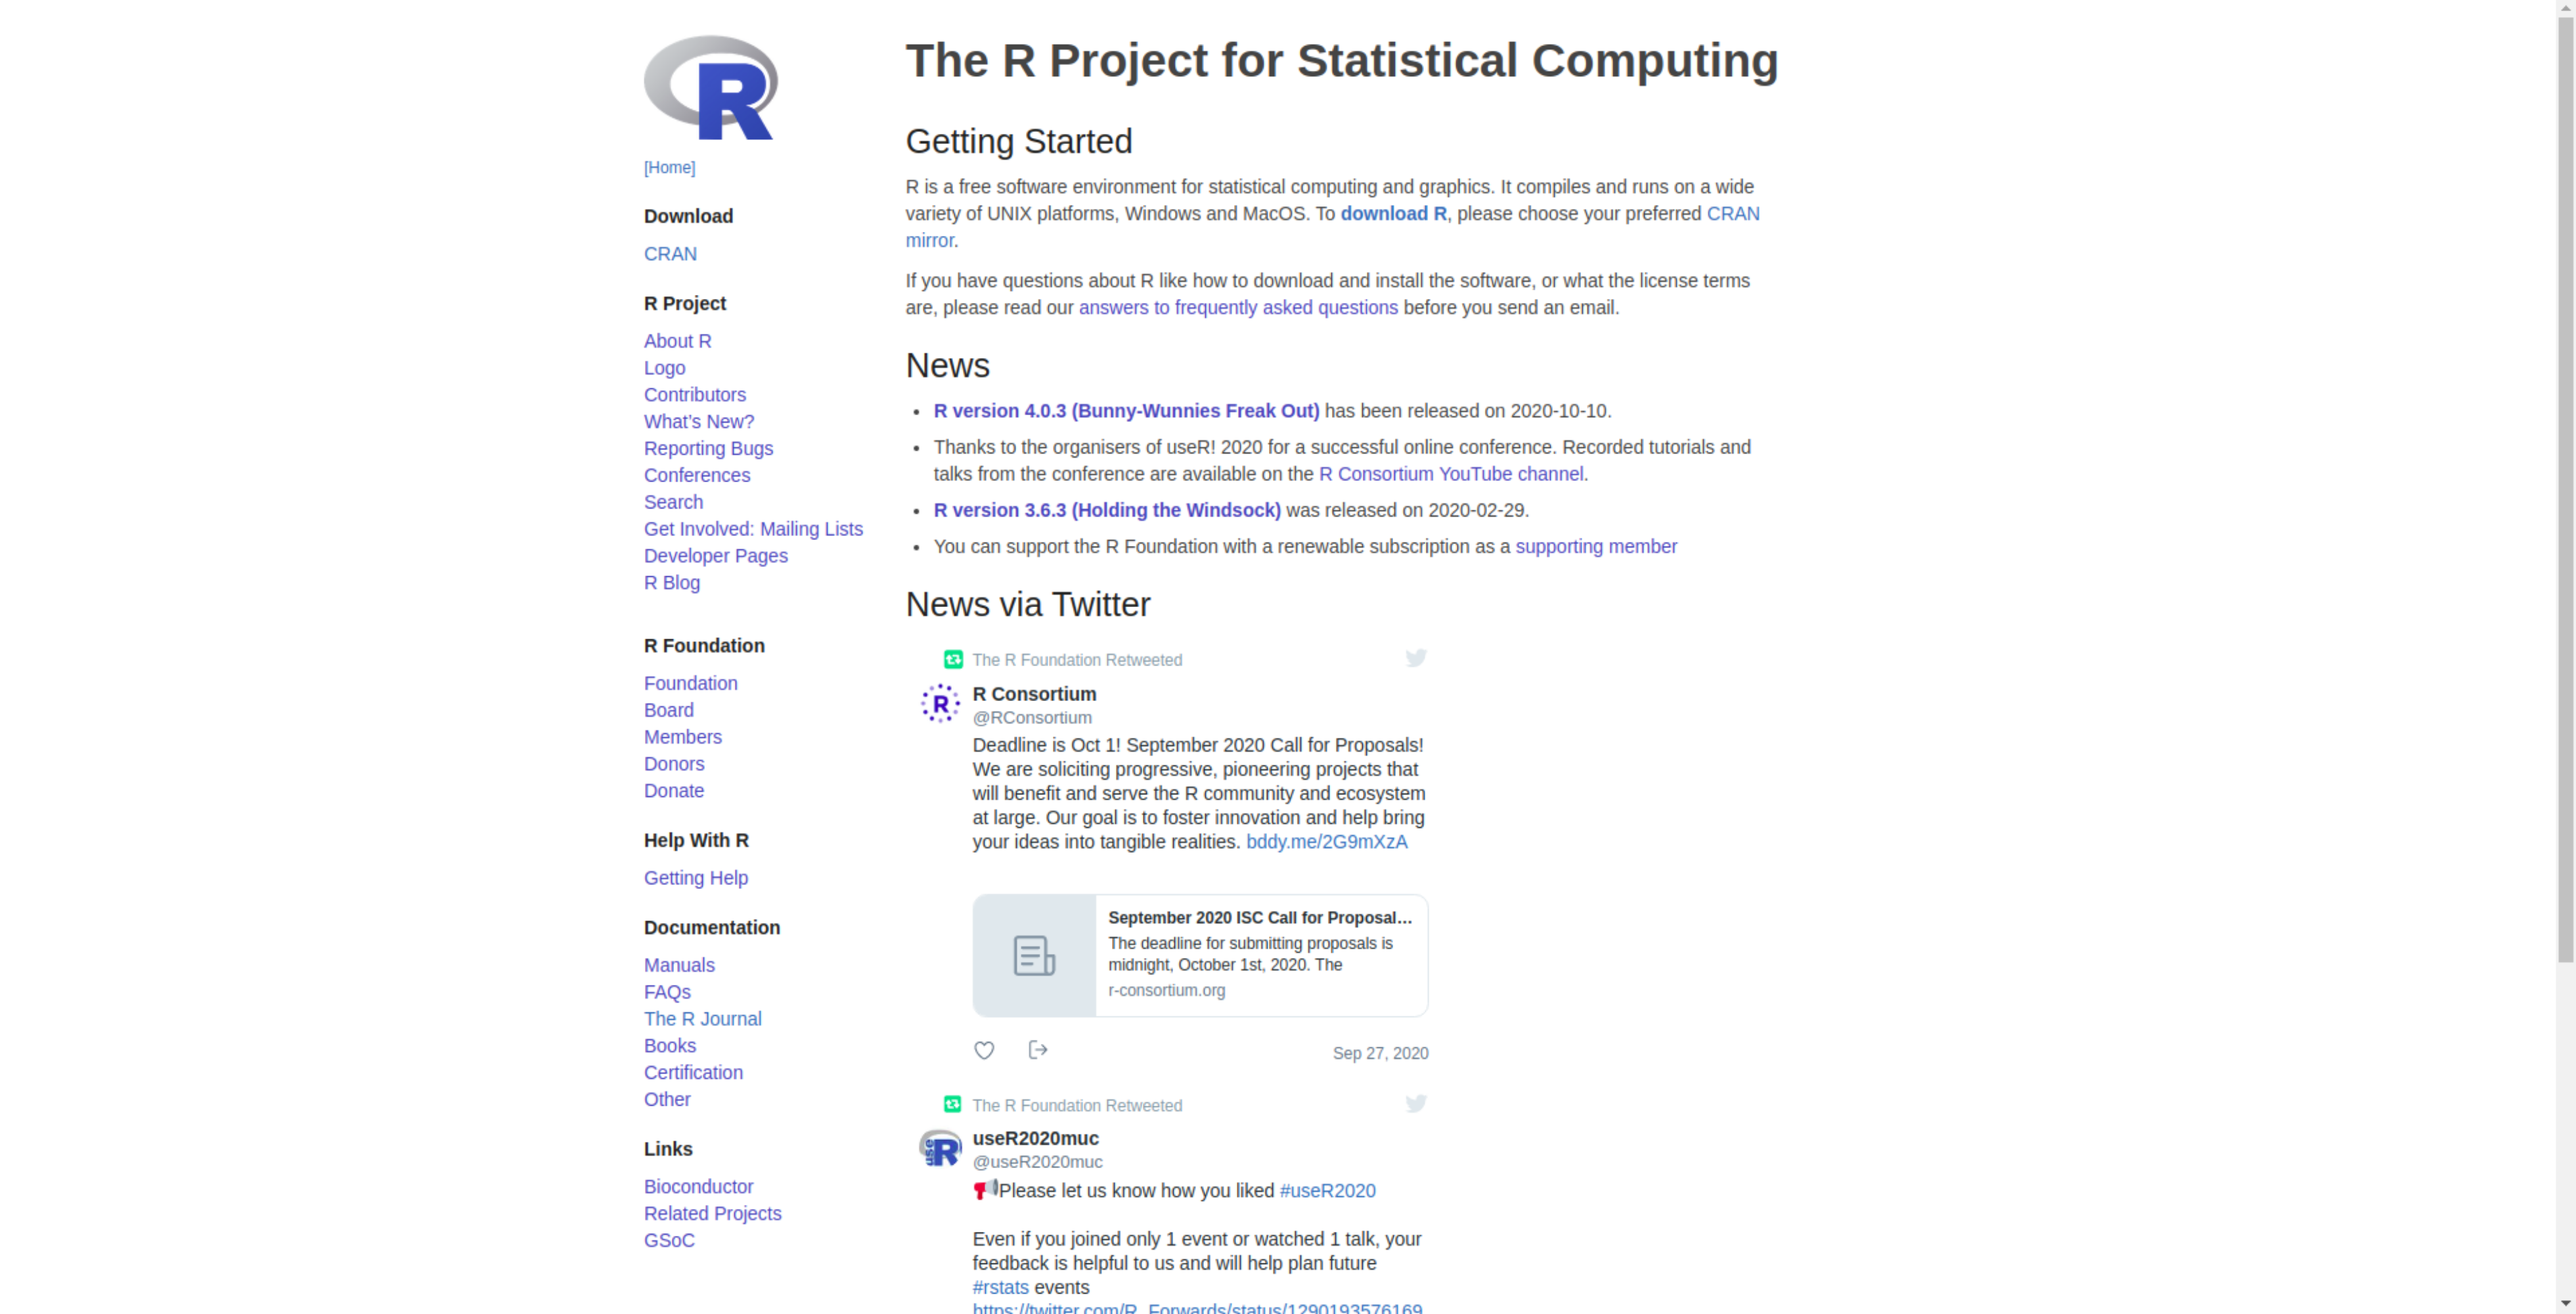 R
[Home]
Download
CRAN
R Project
About R
Logo
Contributors
What's New?
Reporting Bugs
Conferences
Search
Get Involved: Mailing Lists
Developer Pages
R Blog
R Foundation
Foundation
Board
Members
Donors
Donate
Help With R
Getting Help
Documentation
Manuals
FAQs
The R Journal
Books
Certification
Other
Links
Bioconductor
Related Projects
GSoC
The R Project for Statistical Computing
Getting Started
R is a free software environment for statistical computing and graphics. It compiles and runs on a wide
variety of UNIX platforms, Windows and MacOS. To download R, please choose your preferred CRAN
mirror.
If you have questions about R like how to download and install the software, or what the license terms
are, please read our answers to frequently asked questions before you send an email.
News
• R version 4.0.3 (Bunny-Wunnies Freak Out) has been released on 2020-10-10.
• Thanks to the organisers of useR! 2020 for a successful online conference. Recorded tutorials and
talks from the conference are available on the R Consortium YouTube channel.
• R version 3.6.3 (Holding the Windsock) was released on 2020-02-29.
• You can support the R Foundation with a renewable subscription as a supporting member
News via Twitter
The R Foundation Retweeted
R
R Consortium
@RConsortium
Deadline is Oct 1! September 2020 Call for Proposals!
We are soliciting progressive, pioneering projects that
will benefit and serve the R community and ecosystem
at large. Our goal is to foster innovation and help bring
your ideas into tangible realities. bddy.me/2G9mXzA
September 2020 ISC Call for Proposal…
The deadline for submitting proposals is
midnight, October 1st, 2020. The
r-consortium.org
Sep 27, 2020
The R Foundation Retweeted
useR
useR2020muc
@useR2020muc
Please let us know how you liked #useR2020
Even if you joined only 1 event or watched 1 talk, your
feedback is helpful to us and will help plan future
#rstats events
https://twitter.com/R_Forwards/status/1290193576169